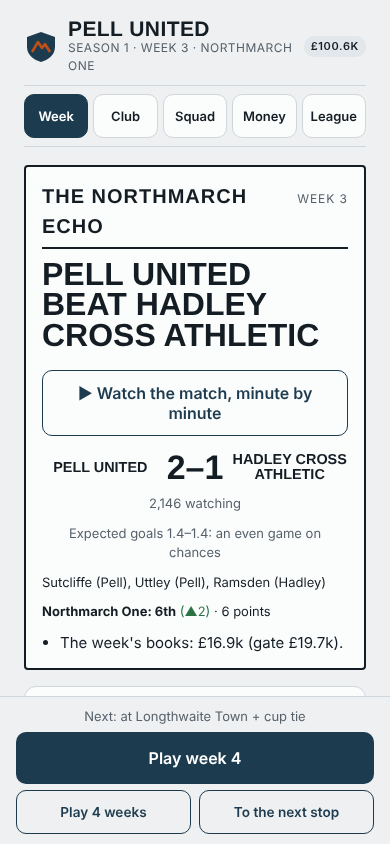 PELL UNITED
SEASON 1 · WEEK 3 · NORTHMARCH
ONE
£100.6K
Week
Club
Squad
Money
League
THE NORTHMARCH
ECHO
WEEK 3
PELL UNITED
BEAT HADLEY
CROSS ATHLETIC
▶ Watch the match, minute by
minute
PELL UNITED
2–1
HADLEY CROSS
ATHLETIC
2,146 watching
Expected goals 1.4–1.4: an even game on
chances
Sutcliffe (Pell), Uttley (Pell), Ramsden (Hadley)
Northmarch One: 6th (▲2) · 6 points
• The week's books: £16.9k (gate £19.7k).
Next: at Longthwaite Town + cup tie
Play week 4
Play 4 weeks
To the next stop